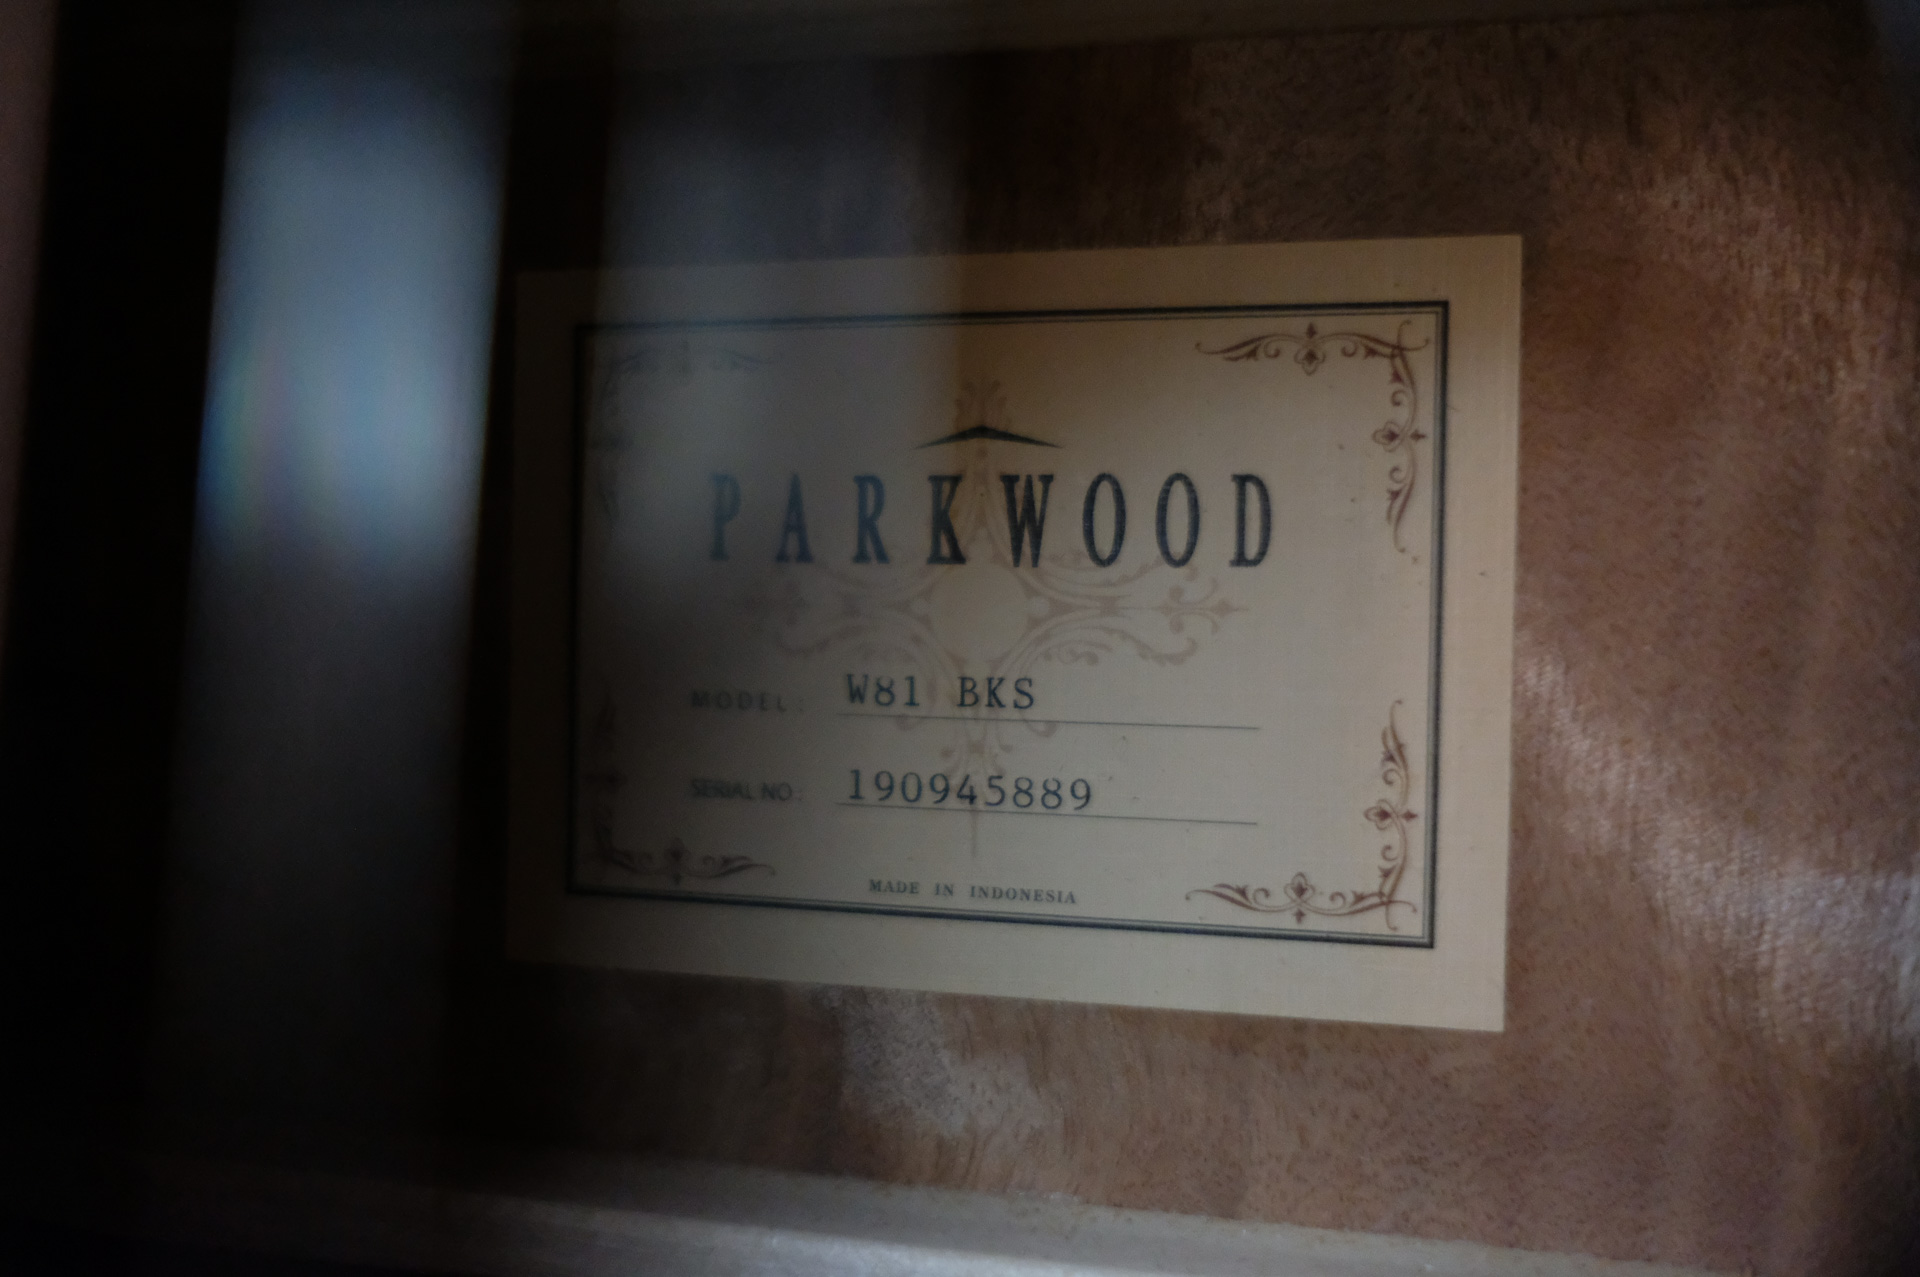 PARKWOOD
MODEL: W81 BKS
SERIAL NO: 190945889
MADE IN INDONESIA